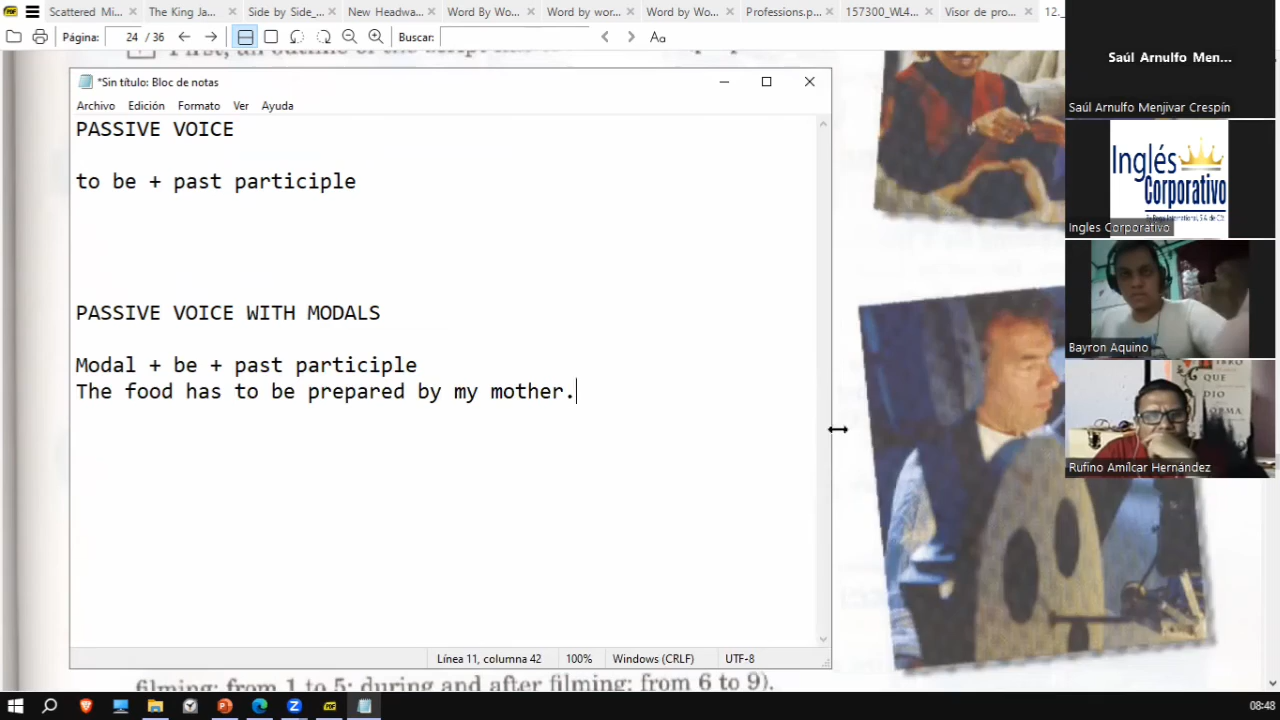 Scattered Mi...
The King Ja...
Side by Side_...
New Headwa...
Word By Wo...
Word by wor...
Word by Wo...
Professions.p...
157300_WL4...
Visor de pro...
12._
Página: 24 / 36
Buscar:
Aa
*Sin título: Bloc de notas
Archivo Edición Formato Ver Ayuda
PASSIVE VOICE
to be + past participle
PASSIVE VOICE WITH MODALS
Modal + be + past participle
The food has to be prepared by my mother.
Línea 11, columna 42 100% Windows (CRLF) UTF-8
filming: from 1 to 5; during and after filming: from 6 to 9).
Saúl Arnulfo Men...
Saúl Arnulfo Menjivar Crespín
Inglés
Corporativo
Ingles Corporativo
Bayron Aquino
QUE
DIO
Rufino Amílcar Hernández
08:48